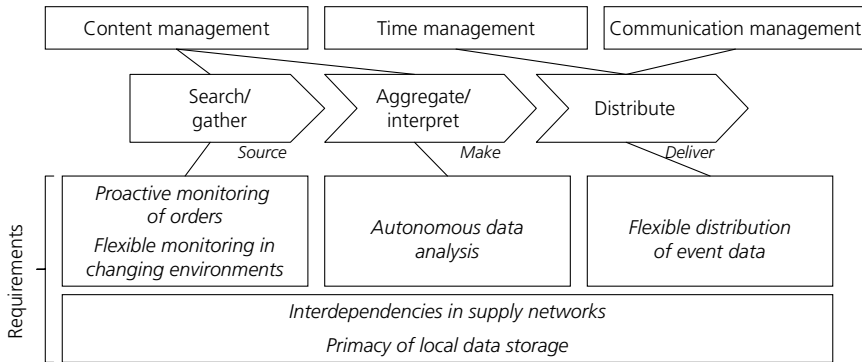 Content management
Time management
Communication management
Search/
gather
Aggregate/
interpret
Distribute
Source
Make
Deliver
Requirements
Proactive monitoring
of orders
Flexible monitoring in
changing environments
Autonomous data
analysis
Flexible distribution
of event data
Interdependencies in supply networks
Primacy of local data storage